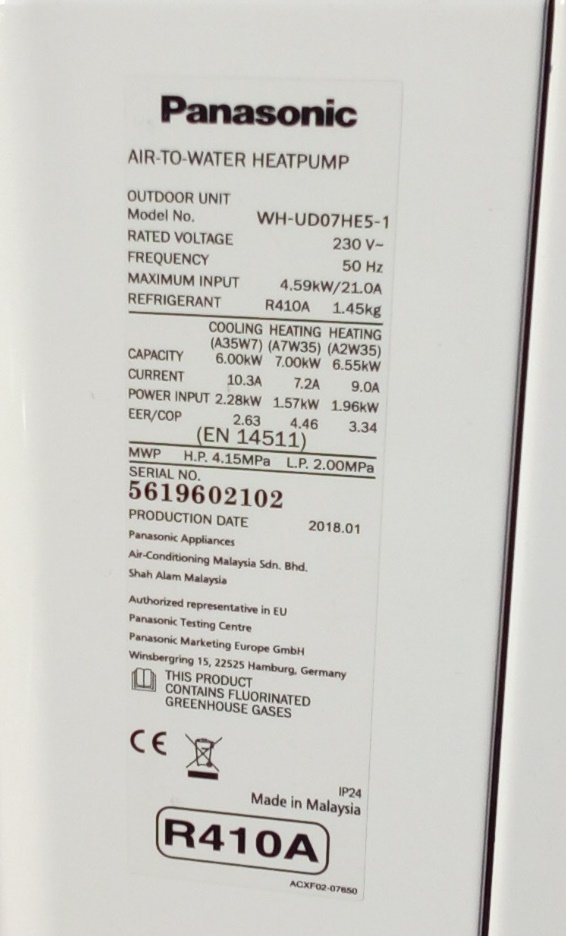 Panasonic
AIR-TO-WATER HEATPUMP
OUTDOOR UNIT
Model No. WH-UD07HE5-1
RATED VOLTAGE 230 V~
FREQUENCY 50 Hz
MAXIMUM INPUT 4.59kW/21.0A
REFRIGERANT R410A 1.45kg
COOLING HEATING HEATING
(A35W7) (A7W35) (A2W35)
CAPACITY 6.00kW 7.00kW 6.55kW
CURRENT 10.3A 7.2A 9.0A
POWER INPUT 2.28kW 1.57kW 1.96kW
EER/COP 2.63 4.46 3.34
(EN 14511)
MWP H.P. 4.15MPa L.P. 2.00MPa
SERIAL NO.
5619602102
PRODUCTION DATE 2018.01
Panasonic Appliances
Air-Conditioning Malaysia Sdn. Bhd.
Shah Alam Malaysia
Authorized representative in EU
Panasonic Testing Centre
Panasonic Marketing Europe GmbH
Winsbergring 15, 22525 Hamburg, Germany
THIS PRODUCT
CONTAINS FLUORINATED
GREENHOUSE GASES
CE
IP24
Made in Malaysia
R410A
ACXF02-07650